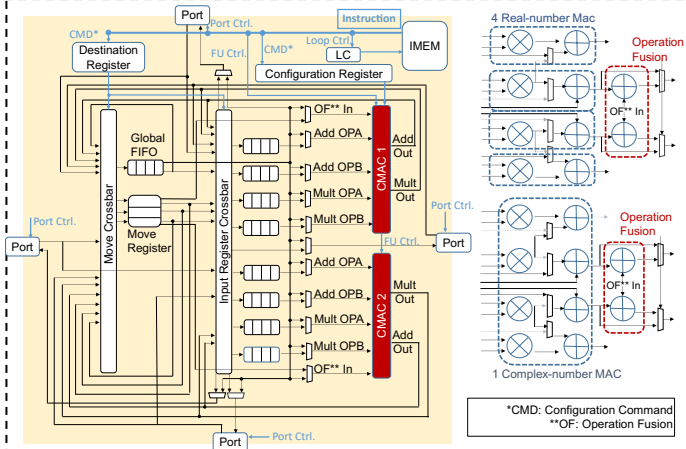 Port
Port Ctrl.
Instruction
CMD*
Destination
Register
FU Ctrl.
CMD*
Loop Ctrl.
LC
IMEM
Configuration Register
Global
FIFO
Move Crossbar
Move
Register
Input Register Crossbar
OF** In
Add OPA
Add OPB
Mult OPA
Mult OPB
CMAC 1
Add
Out
Mult
Out
Port Ctrl.
Port
Port Ctrl.
Port
FU Ctrl.
Add OPA
Add OPB
Mult OPA
Mult OPB
OF** In
CMAC 2
Mult
Out
Add
Out
Port
Port Ctrl.
4 Real-number Mac
Operation
Fusion
OF** In
Operation
Fusion
OF** In
1 Complex-number MAC
*CMD: Configuration Command
**OF: Operation Fusion